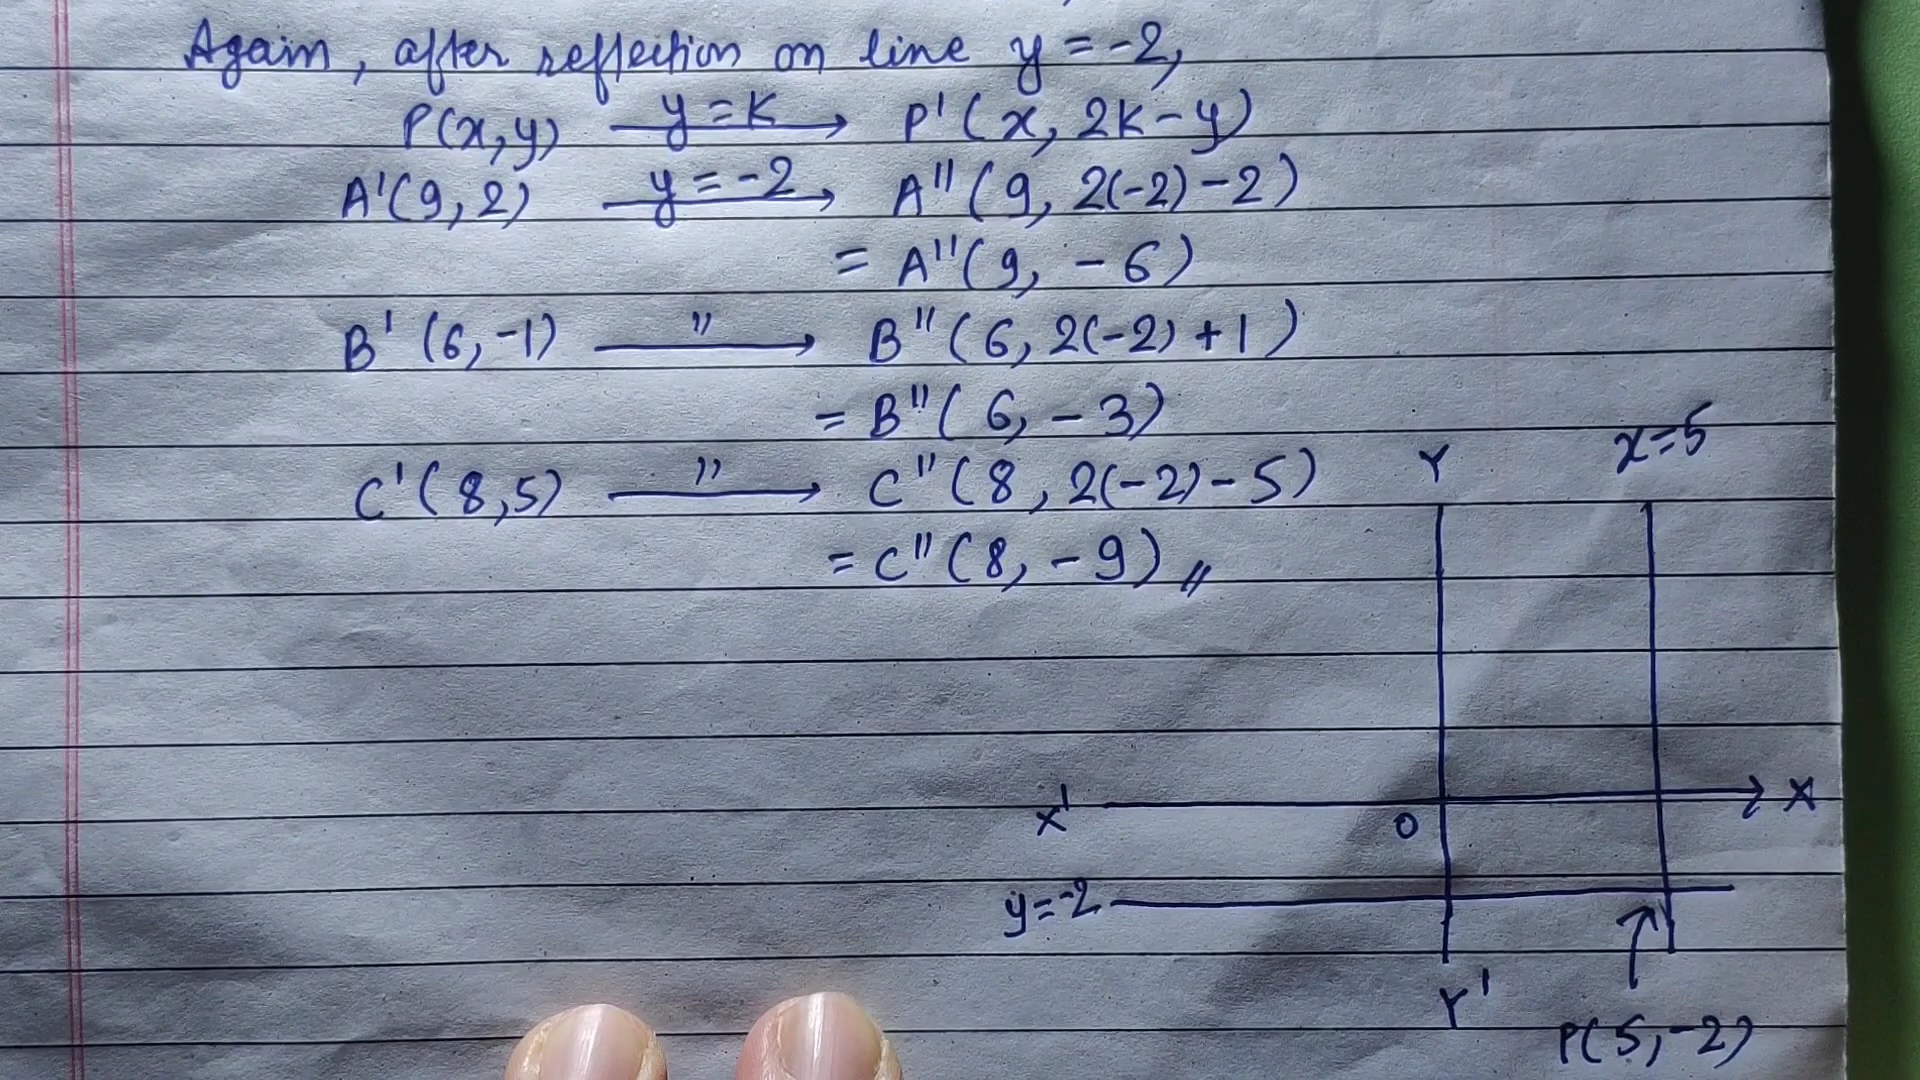 Again, after reflection on line y = -2,
P(x, y) y = K → P'(x, 2K - y)
A'(9, 2) y = -2 → A''(9, 2(-2) - 2)
= A''(9, -6)
B'(6, -1) '' → B''(6, 2(-2) + 1)
= B''(6, -3)
C'(8, 5) '' → C''(8, 2(-2) - 5)
= C''(8, -9) //
Y x=5
X' O X
y=-2
Y'
P(5, -2)